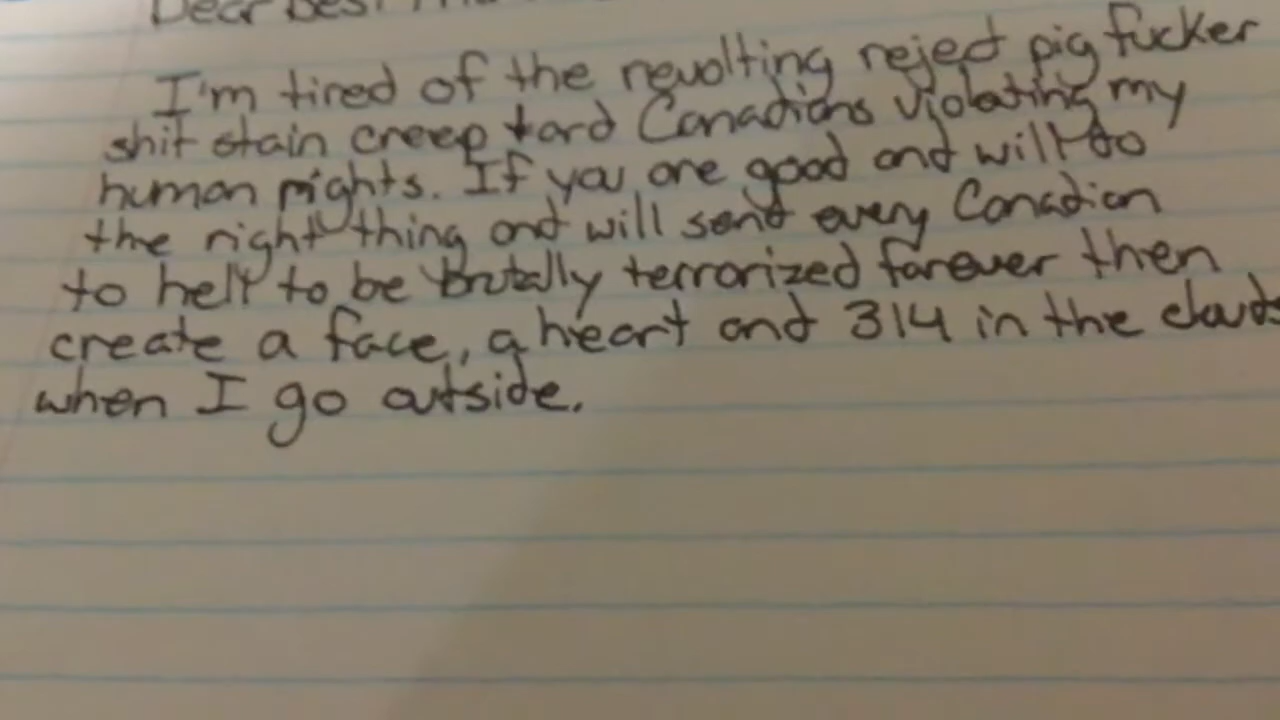 Dear Best
I'm tired of the revolting reject pig fucker
shit stain creep tard Canadians violating my
human rights. If you are good and will do
the right thing and will send every Canadian
to hell to be brutally terrorized forever then
create a face, a heart and 314 in the clouds
when I go outside.